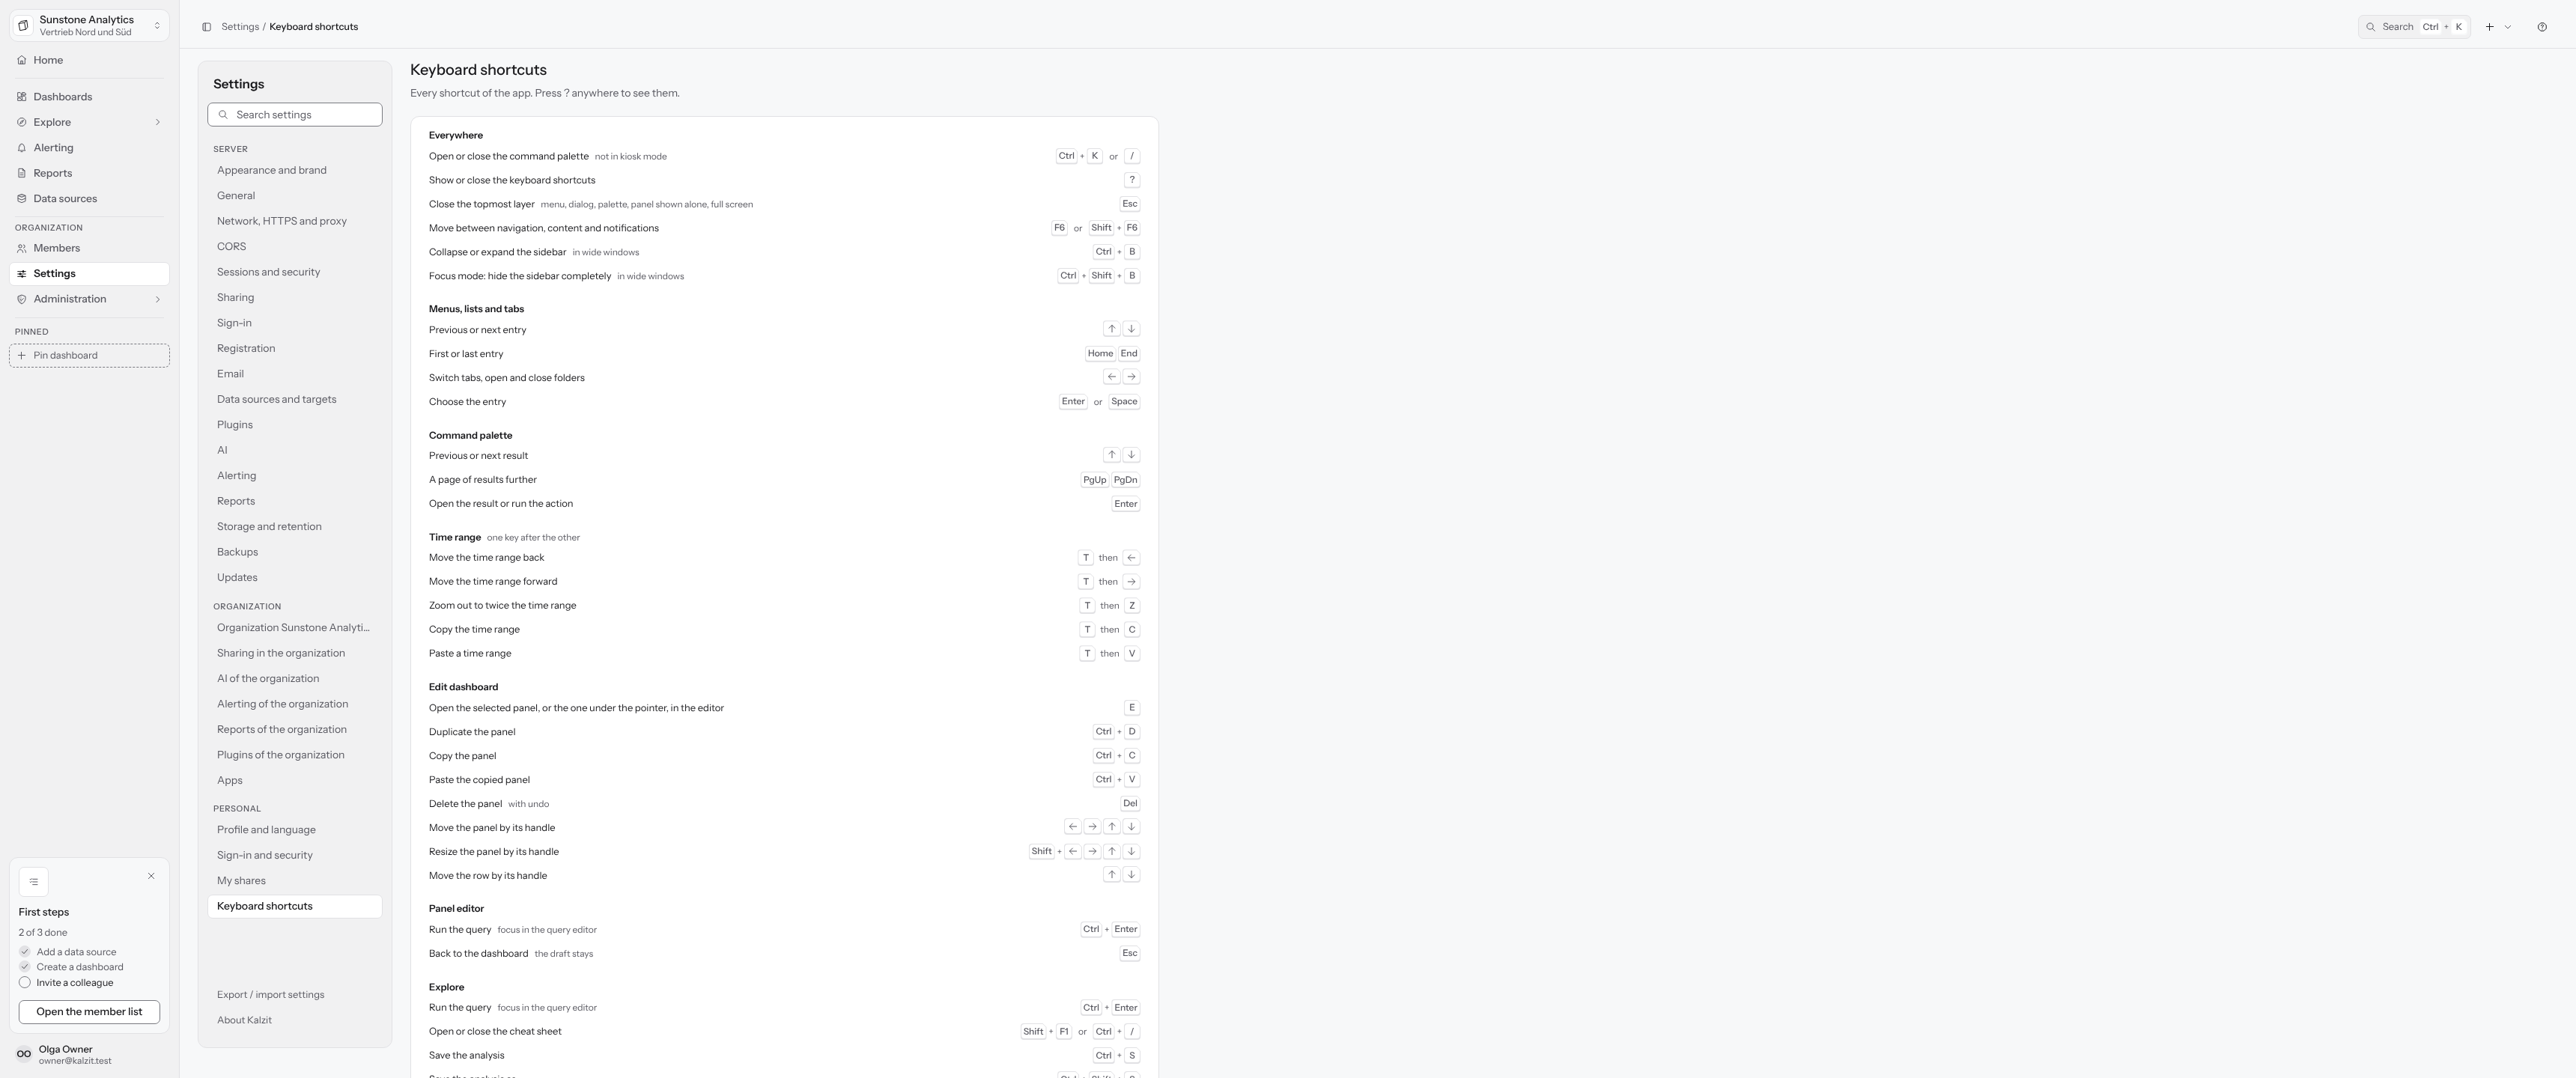 Sunstone Analytics
Vertrieb Nord und Süd
Home
Dashboards
Explore
Alerting
Reports
Data sources
ORGANIZATION
Members
Settings
Administration
PINNED
Pin dashboard
First steps
2 of 3 done
Add a data source
Create a dashboard
Invite a colleague
Open the member list
OO
Olga Owner
owner@kalzit.test
Settings / Keyboard shortcuts
Search Ctrl + K
Settings
Search settings
SERVER
Appearance and brand
General
Network, HTTPS and proxy
CORS
Sessions and security
Sharing
Sign-in
Registration
Email
Data sources and targets
Plugins
AI
Alerting
Reports
Storage and retention
Backups
Updates
ORGANIZATION
Organization Sunstone Analyti...
Sharing in the organization
AI of the organization
Alerting of the organization
Reports of the organization
Plugins of the organization
Apps
PERSONAL
Profile and language
Sign-in and security
My shares
Keyboard shortcuts
Export / import settings
About Kalzit
Keyboard shortcuts
Every shortcut of the app. Press ? anywhere to see them.
Everywhere
Open or close the command palette not in kiosk mode Ctrl + K or /
Show or close the keyboard shortcuts ?
Close the topmost layer menu, dialog, palette, panel shown alone, full screen Esc
Move between navigation, content and notifications F6 or Shift + F6
Collapse or expand the sidebar in wide windows Ctrl + B
Focus mode: hide the sidebar completely in wide windows Ctrl + Shift + B
Menus, lists and tabs
Previous or next entry ↑ ↓
First or last entry Home End
Switch tabs, open and close folders ← →
Choose the entry Enter or Space
Command palette
Previous or next result ↑ ↓
A page of results further PgUp PgDn
Open the result or run the action Enter
Time range one key after the other
Move the time range back T then ←
Move the time range forward T then →
Zoom out to twice the time range T then Z
Copy the time range T then C
Paste a time range T then V
Edit dashboard
Open the selected panel, or the one under the pointer, in the editor E
Duplicate the panel Ctrl + D
Copy the panel Ctrl + C
Paste the copied panel Ctrl + V
Delete the panel with undo Del
Move the panel by its handle ← → ↑ ↓
Resize the panel by its handle Shift + ← → ↑ ↓
Move the row by its handle ↑ ↓
Panel editor
Run the query focus in the query editor Ctrl + Enter
Back to the dashboard the draft stays Esc
Explore
Run the query focus in the query editor Ctrl + Enter
Open or close the cheat sheet Shift + F1 or Ctrl + /
Save the analysis Ctrl + S